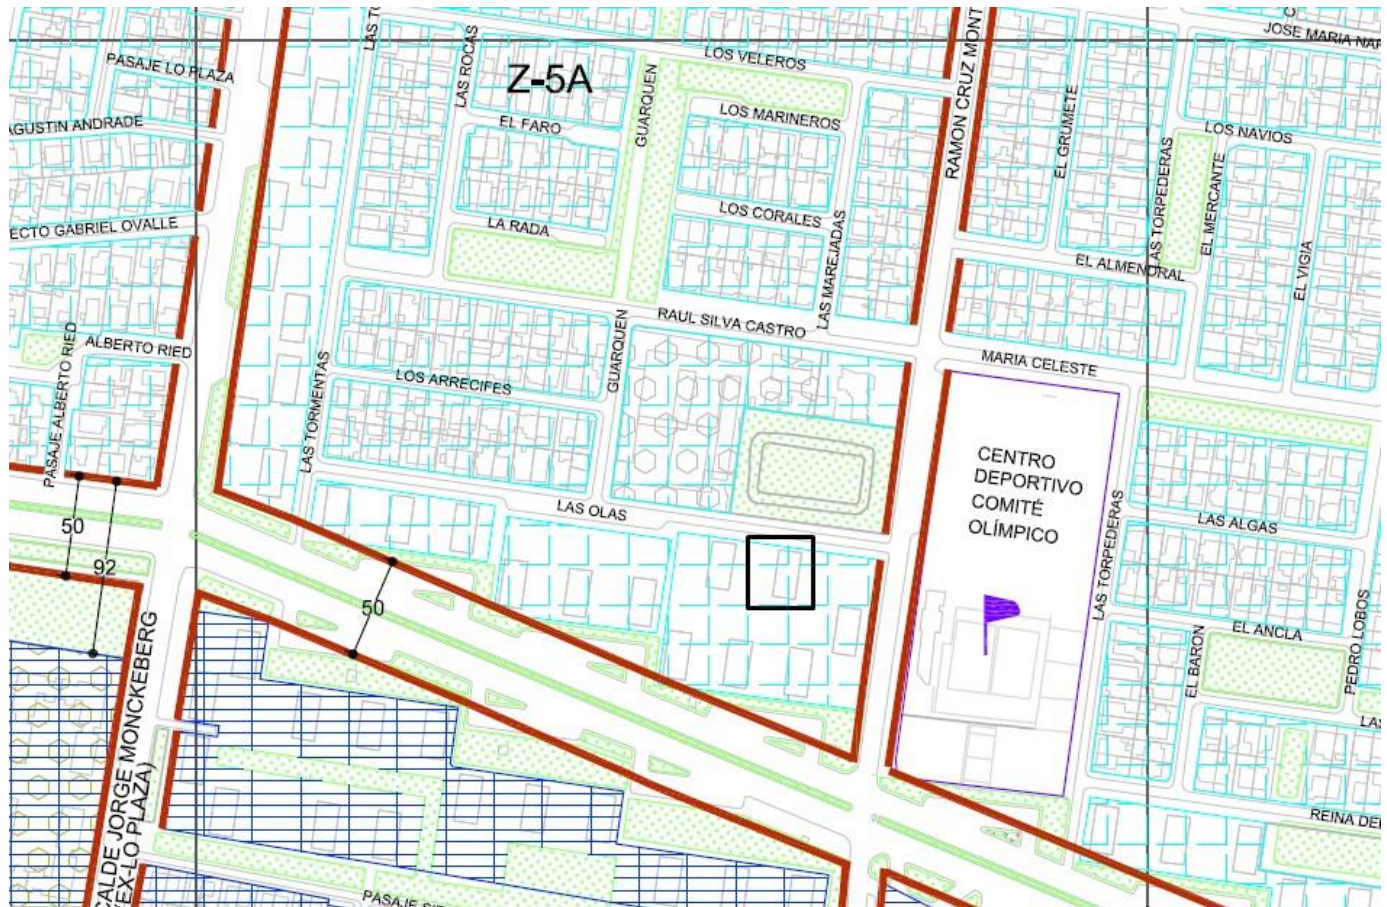 LAS TO
RAMON CRUZ MONT
JOSE MARIA NAR
LAS ROCAS
LOS VELEROS
PASAJE LO PLAZA
Z-5A
GUARQUEN
LOS MARINEROS
EL GRUMETE
AGUSTIN ANDRADE
EL FARO
LOS NAVIOS
LAS TORPEDERAS
EL MERCANTE
ECTO GABRIEL OVALLE
LA RADA
LOS CORALES
LAS MAREJADAS
EL ALMENDRAL
EL VIGIA
RAUL SILVA CASTRO
ALBERTO RIED
PASAJE ALBERTO RIED
GUARQUEN
MARIA CELESTE
LOS ARRECIFES
LAS TORMENTAS
CENTRO
DEPORTIVO
COMITÉ
OLÍMPICO
LAS OLAS
LAS ALGAS
LAS TORPEDERAS
50
92
50
EL ANCLA
EL BARON
PEDRO LOBOS
LAS
REINA DEL
CALDE JORGE MONCKEBERG
(EX-LO PLAZA)